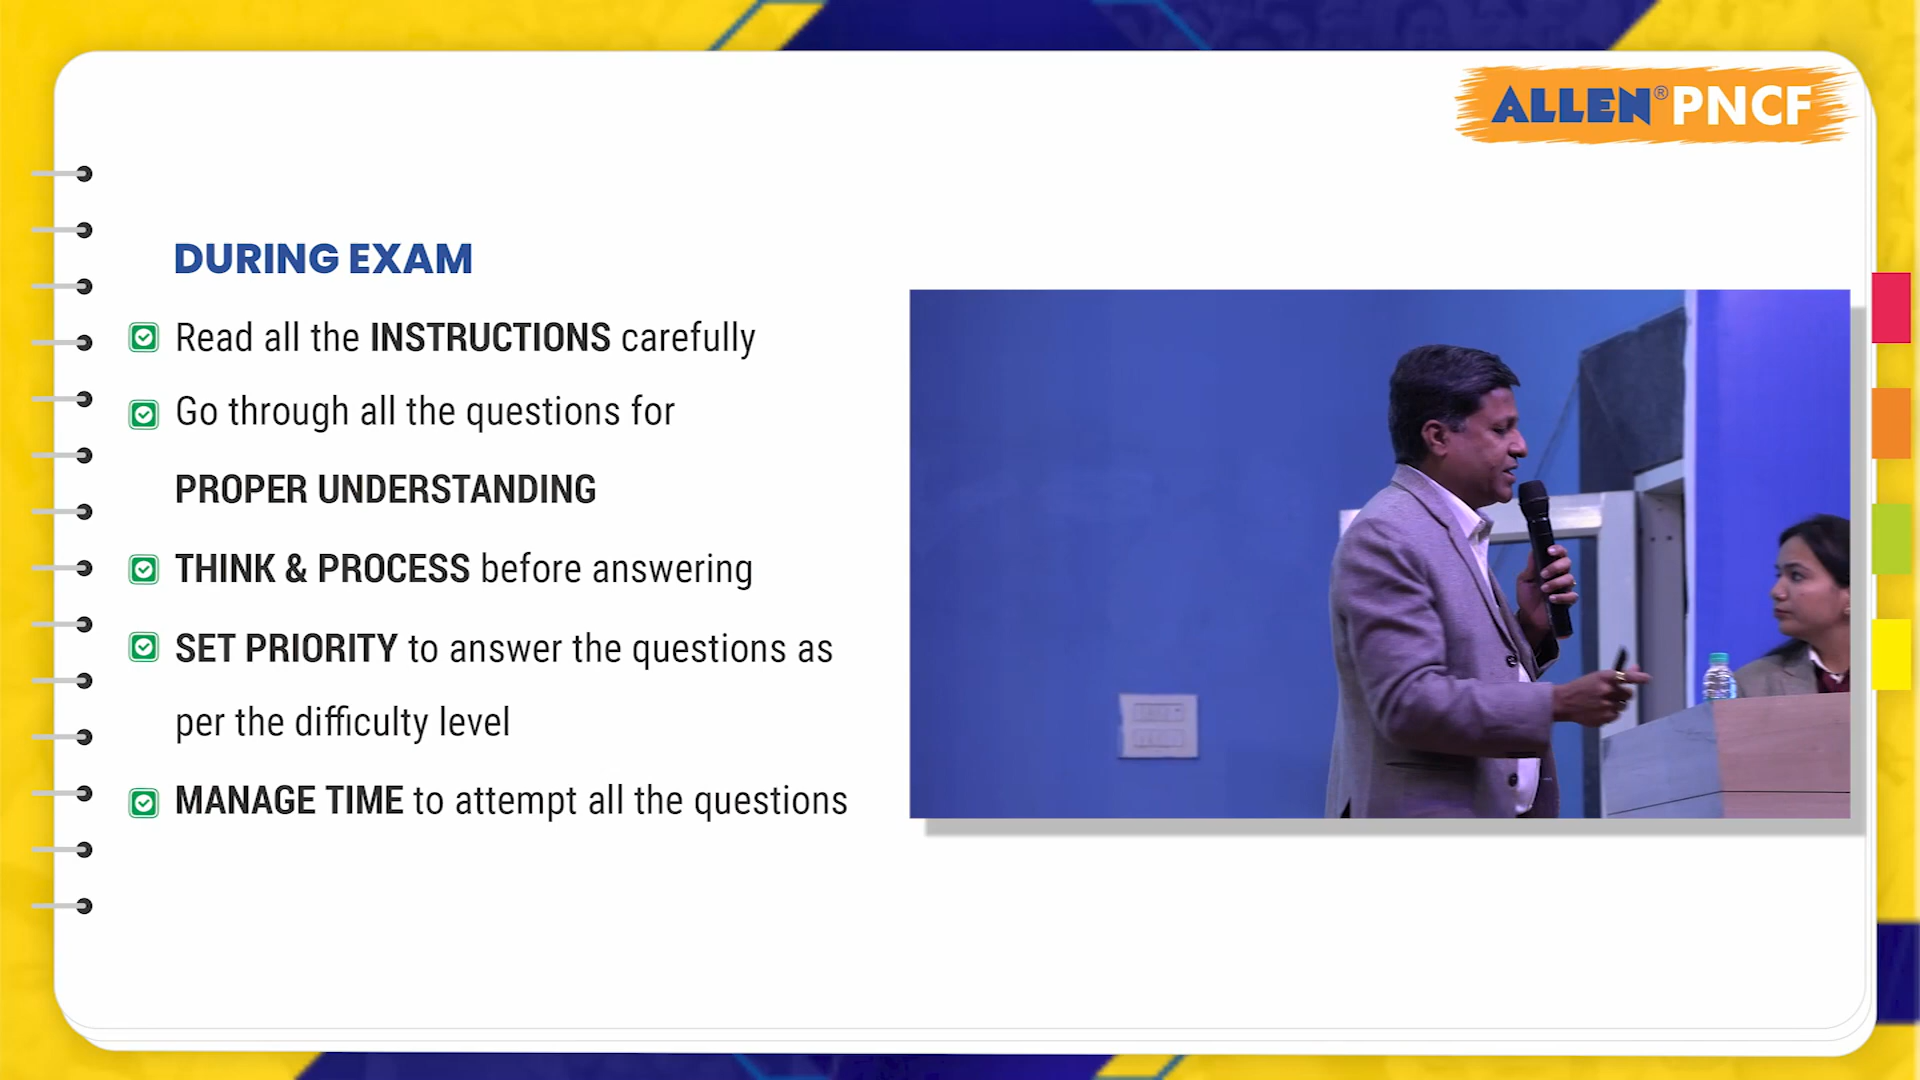 ALLEN® PNCF
DURING EXAM
Read all the INSTRUCTIONS carefully
Go through all the questions for
PROPER UNDERSTANDING
THINK & PROCESS before answering
SET PRIORITY to answer the questions as
per the difficulty level
MANAGE TIME to attempt all the questions